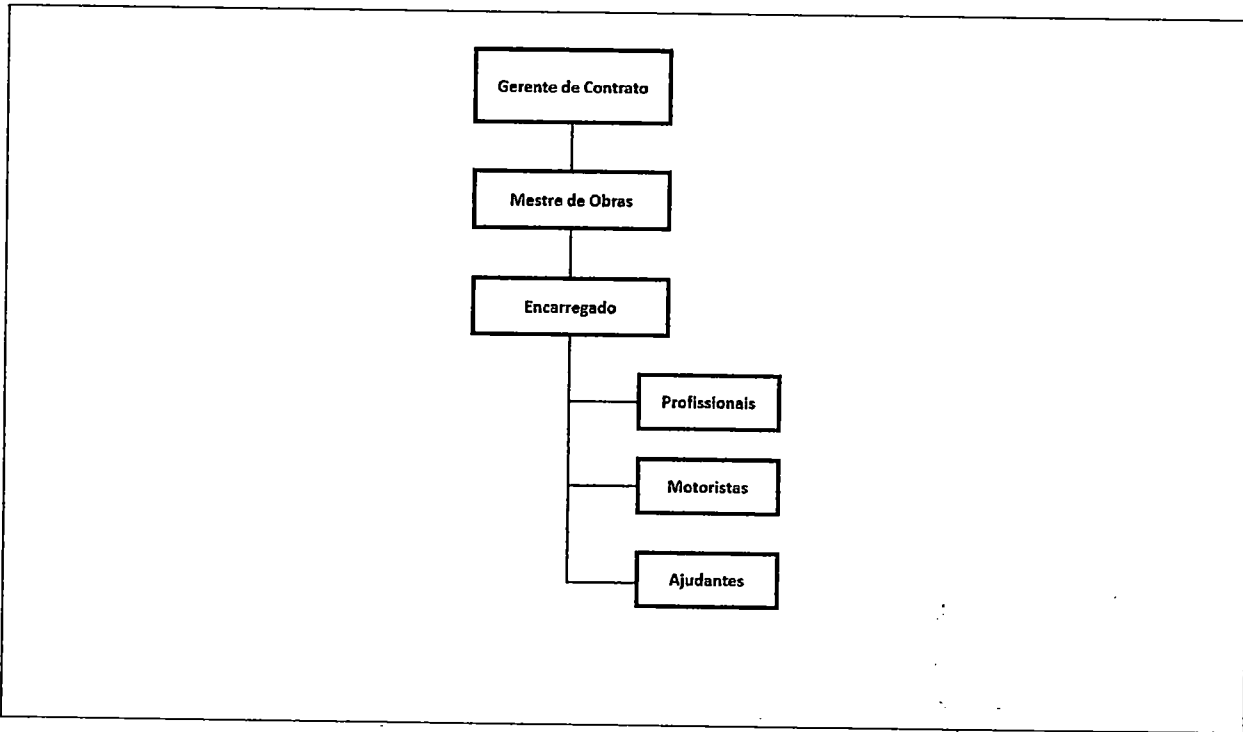 Gerente de Contrato
Mestre de Obras
Encarregado
Profissionais
Motoristas
Ajudantes